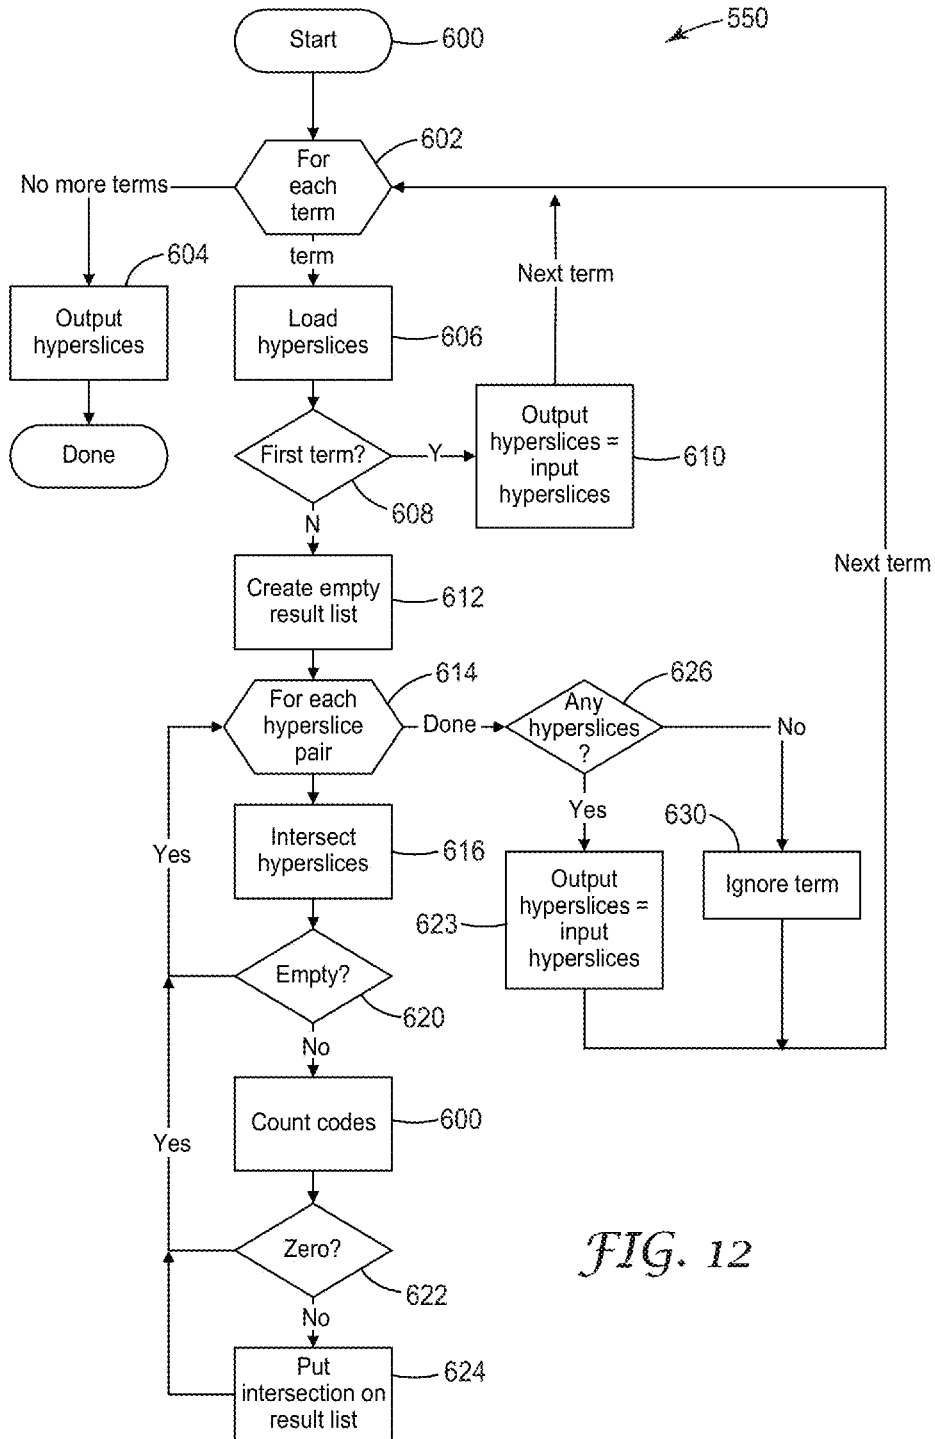 550
Start
600
For
each
term
602
No more terms
term
604
Output
hyperslices
Load
hyperslices
606
Next term
Done
First term?
608
Y
Output
hyperslices =
input
hyperslices
610
N
Create empty
result list
612
Next term
For each
hyperslice
pair
614
Done
Any
hyperslices
?
626
No
Yes
Intersect
hyperslices
616
Yes
Output
hyperslices =
input
hyperslices
623
Ignore term
630
Empty?
620
No
Count codes
600
Yes
Zero?
622
No
Put
intersection on
result list
624
FIG. 12